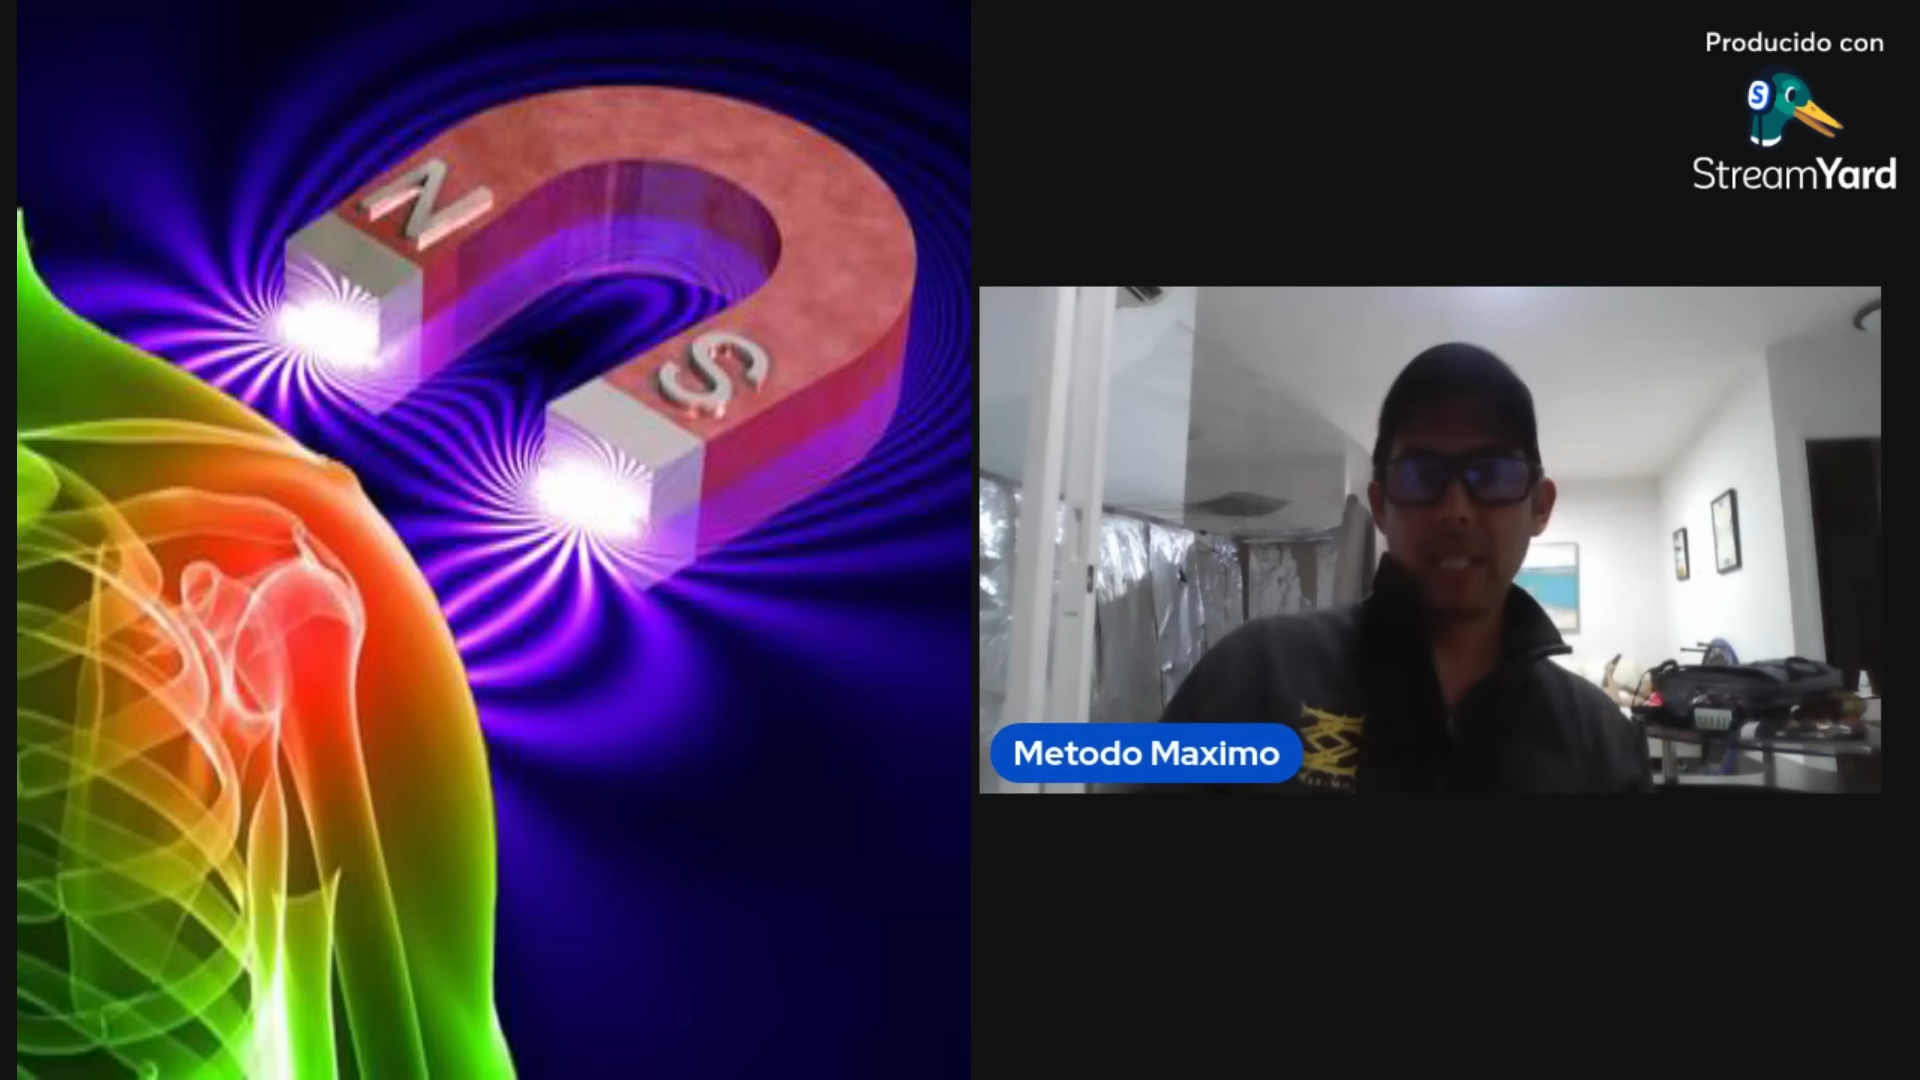 N
S
Producido con
S
StreamYard
Metodo Maximo